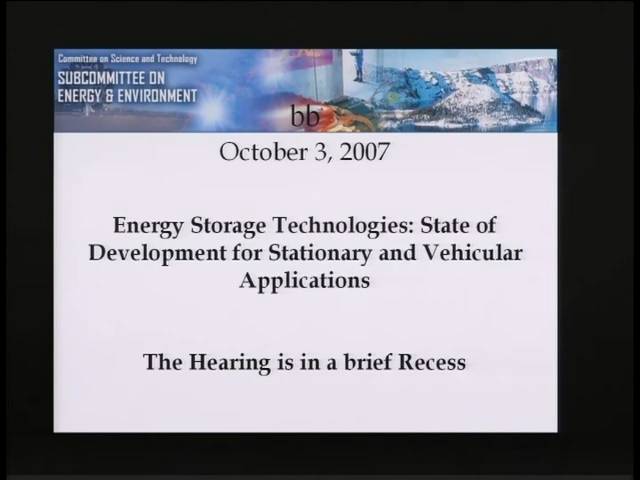 Committee on Science and Technology
SUBCOMMITTEE ON
ENERGY & ENVIRONMENT
bb
October 3, 2007
Energy Storage Technologies: State of
Development for Stationary and Vehicular
Applications
The Hearing is in a brief Recess